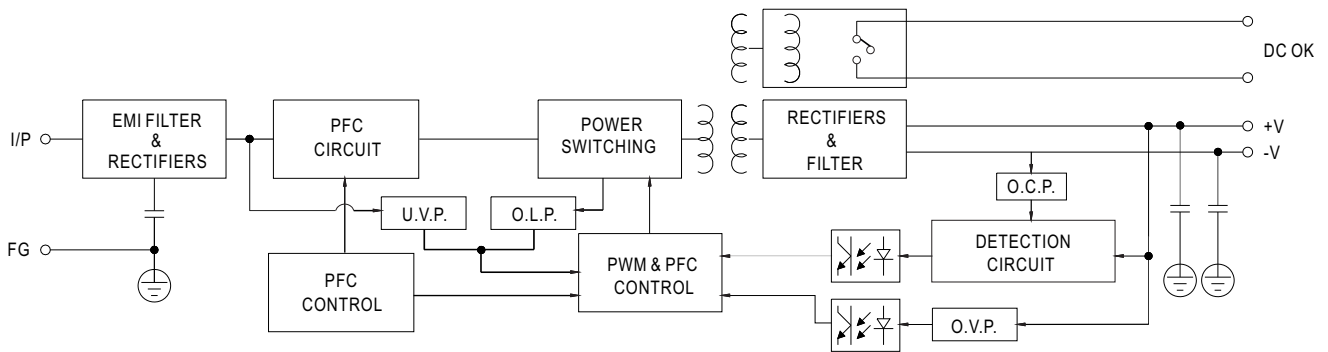 DC OK
I/P
EMI FILTER
&
RECTIFIERS
PFC
CIRCUIT
POWER
SWITCHING
RECTIFIERS
&
FILTER
+V
-V
U.V.P.
O.L.P.
O.C.P.
FG
PFC
CONTROL
PWM & PFC
CONTROL
DETECTION
CIRCUIT
O.V.P.